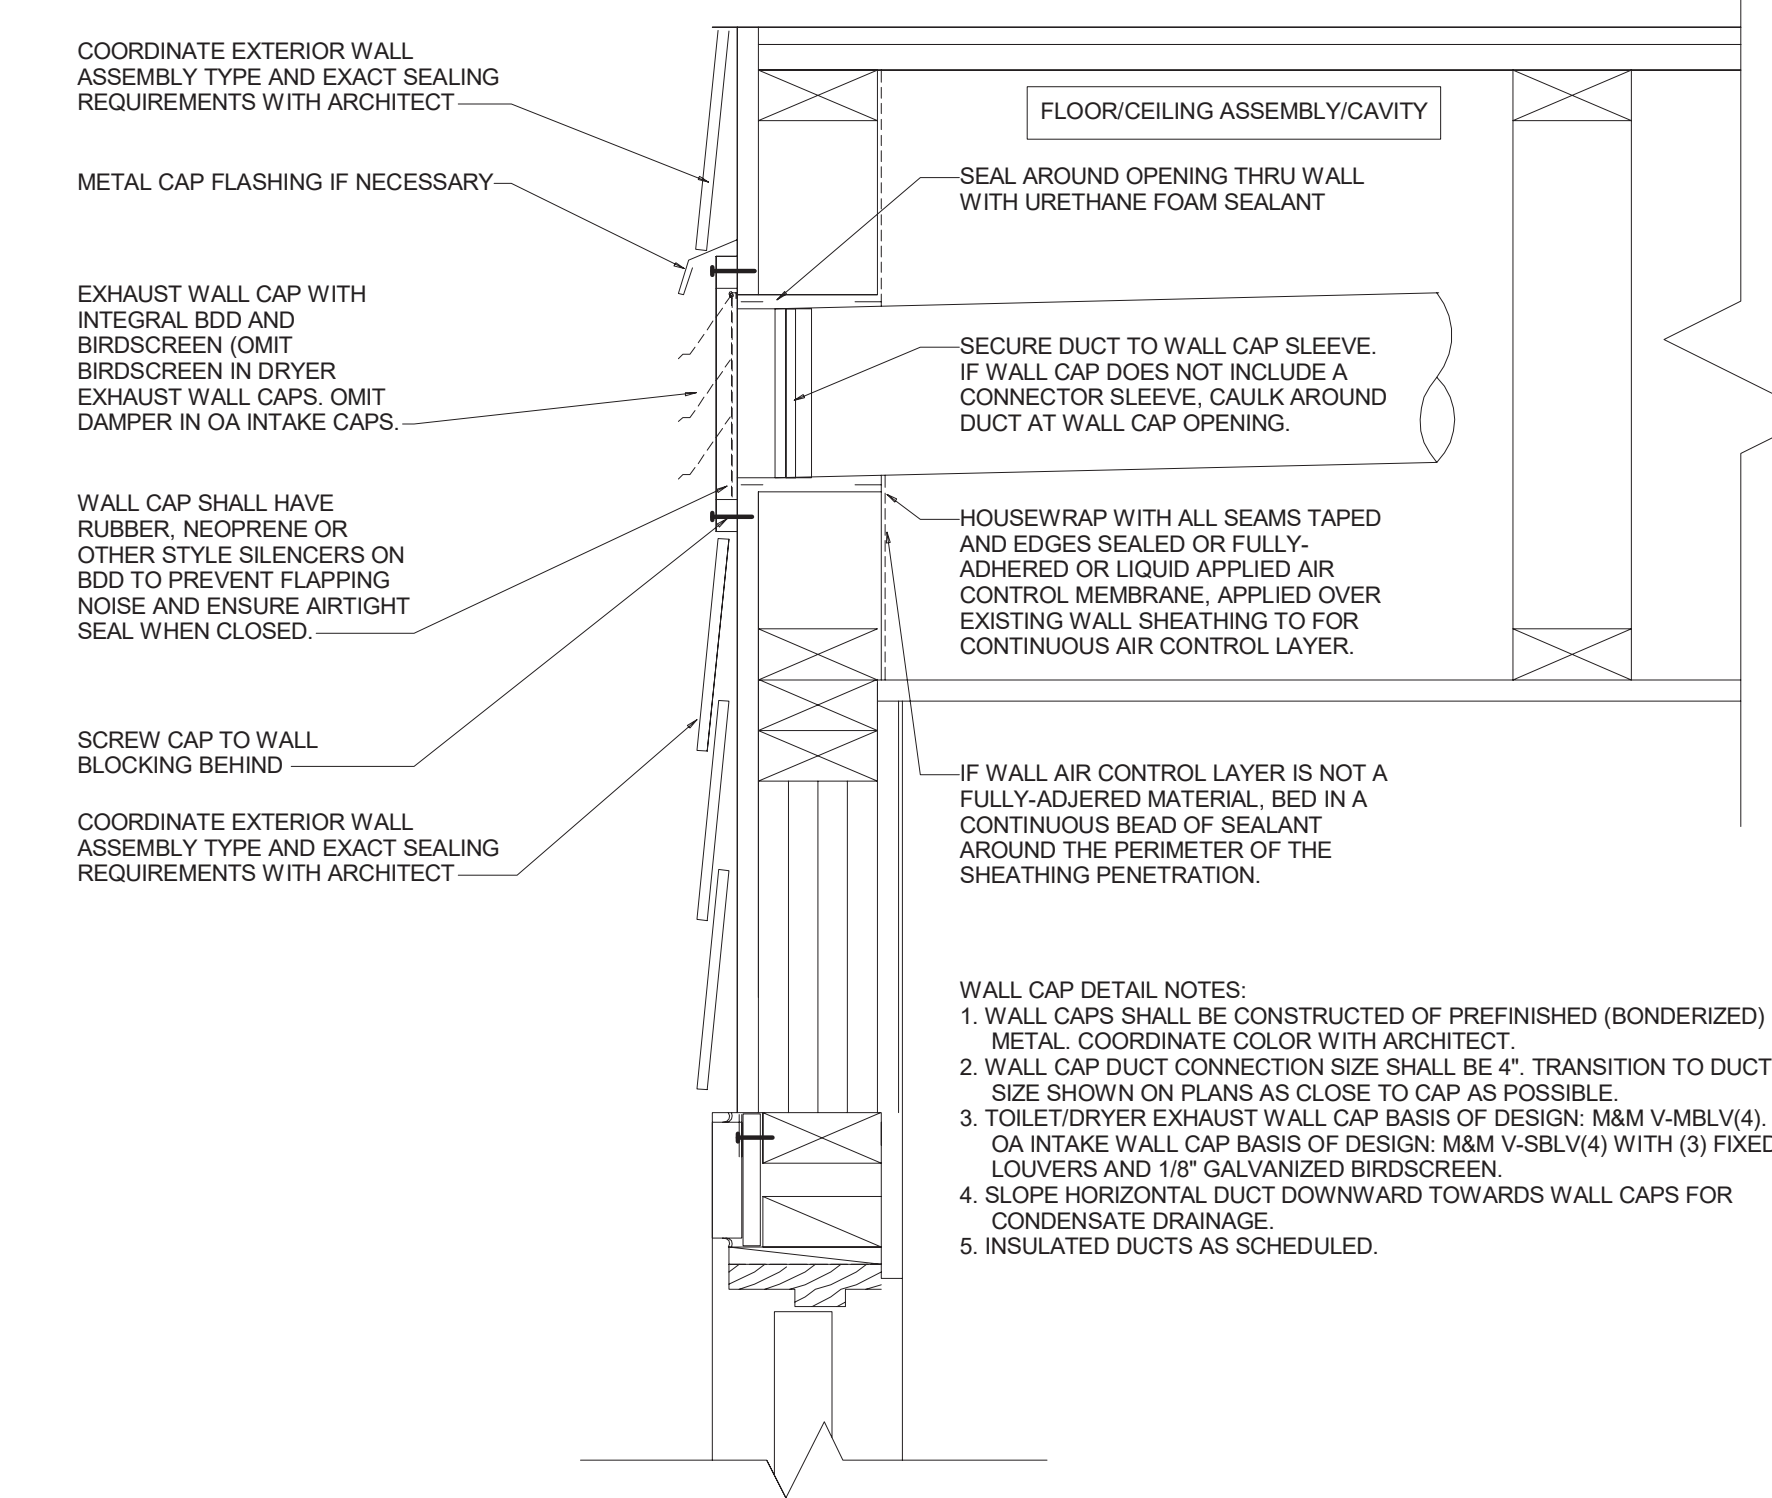 COORDINATE EXTERIOR WALL
ASSEMBLY TYPE AND EXACT SEALING
REQUIREMENTS WITH ARCHITECT
METAL CAP FLASHING IF NECESSARY
EXHAUST WALL CAP WITH
INTEGRAL BDD AND
BIRDSCREEN (OMIT
BIRDSCREEN IN DRYER
EXHAUST WALL CAPS. OMIT
DAMPER IN OA INTAKE CAPS.
WALL CAP SHALL HAVE
RUBBER, NEOPRENE OR
OTHER STYLE SILENCERS ON
BDD TO PREVENT FLAPPING
NOISE AND ENSURE AIRTIGHT
SEAL WHEN CLOSED.
SCREW CAP TO WALL
BLOCKING BEHIND
COORDINATE EXTERIOR WALL
ASSEMBLY TYPE AND EXACT SEALING
REQUIREMENTS WITH ARCHITECT
FLOOR/CEILING ASSEMBLY/CAVITY
SEAL AROUND OPENING THRU WALL
WITH URETHANE FOAM SEALANT
SECURE DUCT TO WALL CAP SLEEVE.
IF WALL CAP DOES NOT INCLUDE A
CONNECTOR SLEEVE, CAULK AROUND
DUCT AT WALL CAP OPENING.
HOUSEWRAP WITH ALL SEAMS TAPED
AND EDGES SEALED OR FULLY-
ADHERED OR LIQUID APPLIED AIR
CONTROL MEMBRANE, APPLIED OVER
EXISTING WALL SHEATHING TO FOR
CONTINUOUS AIR CONTROL LAYER.
IF WALL AIR CONTROL LAYER IS NOT A
FULLY-ADJERED MATERIAL, BED IN A
CONTINUOUS BEAD OF SEALANT
AROUND THE PERIMETER OF THE
SHEATHING PENETRATION.
WALL CAP DETAIL NOTES:
1. WALL CAPS SHALL BE CONSTRUCTED OF PREFINISHED (BONDERIZED)
METAL. COORDINATE COLOR WITH ARCHITECT.
2. WALL CAP DUCT CONNECTION SIZE SHALL BE 4". TRANSITION TO DUCT
SIZE SHOWN ON PLANS AS CLOSE TO CAP AS POSSIBLE.
3. TOILET/DRYER EXHAUST WALL CAP BASIS OF DESIGN: M&M V-MBLV(4).
OA INTAKE WALL CAP BASIS OF DESIGN: M&M V-SBLV(4) WITH (3) FIXED
LOUVERS AND 1/8" GALVANIZED BIRDSCREEN.
4. SLOPE HORIZONTAL DUCT DOWNWARD TOWARDS WALL CAPS FOR
CONDENSATE DRAINAGE.
5. INSULATED DUCTS AS SCHEDULED.